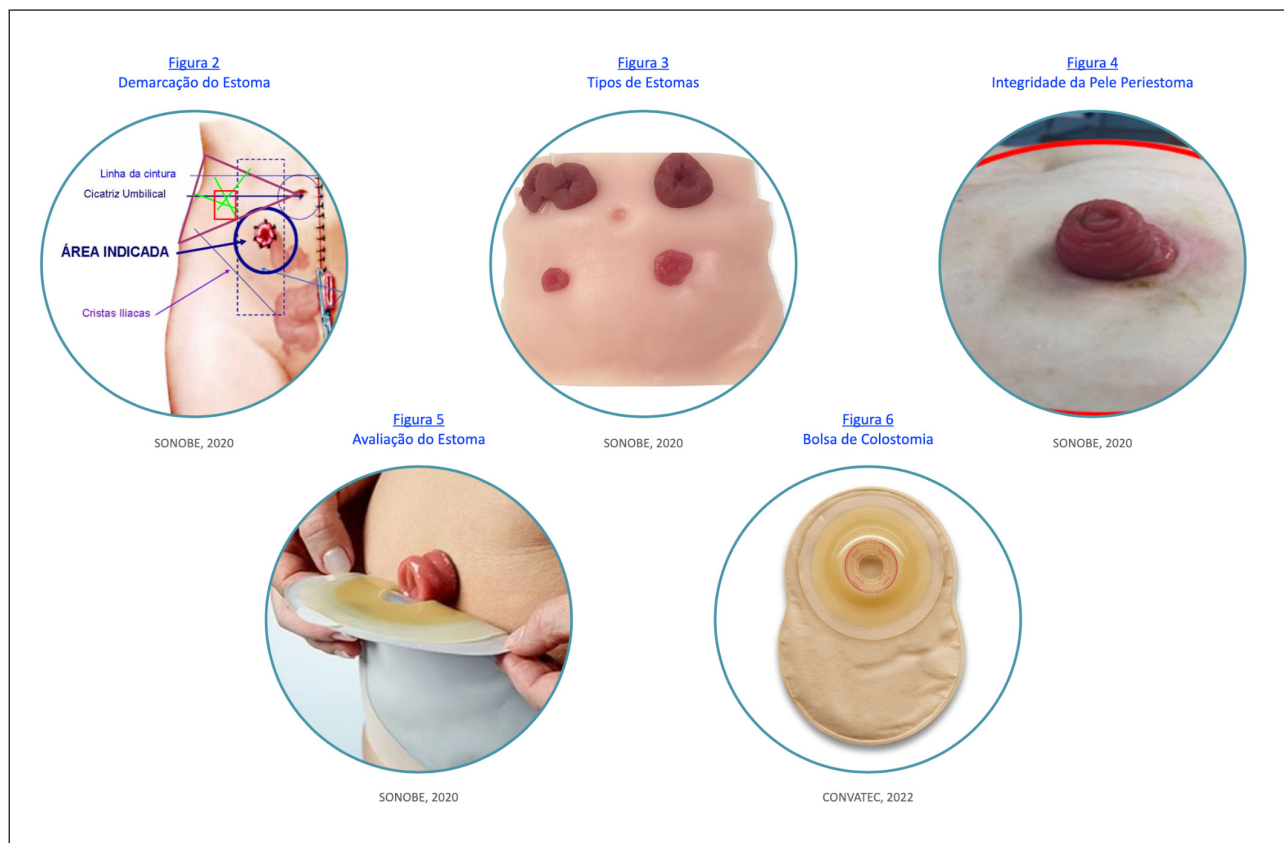 Figura 2
Demarcação do Estoma
Linha da cintura
Cicatriz Umbilical
ÁREA INDICADA
Cristas Iliacas
SONOBE, 2020
Figura 3
Tipos de Estomas
SONOBE, 2020
Figura 4
Integridade da Pele Periestoma
SONOBE, 2020
Figura 5
Avaliação do Estoma
SONOBE, 2020
Figura 6
Bolsa de Colostomia
CONVATEC, 2022